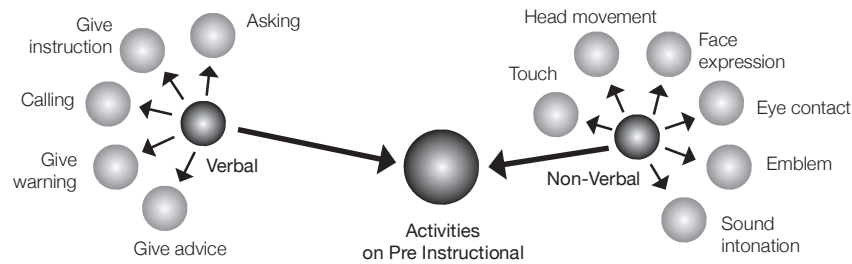 Give
instruction
Asking
Calling
Give
warning
Verbal
Give advice
Activities
on Pre Instructional
Head movement
Touch
Face
expression
Eye contact
Non-Verbal
Emblem
Sound
intonation